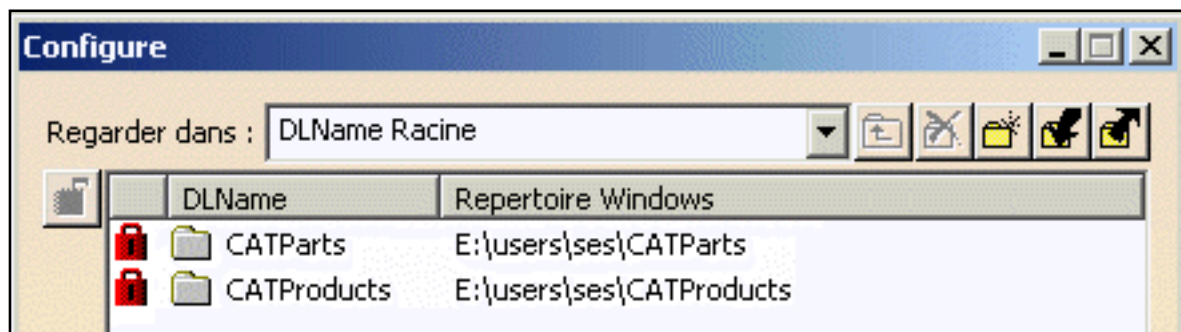 Configure
Regarder dans : DLName Racine
DLName Repertoire Windows
CATParts E:\users\ses\CATParts
CATProducts E:\users\ses\CATProducts